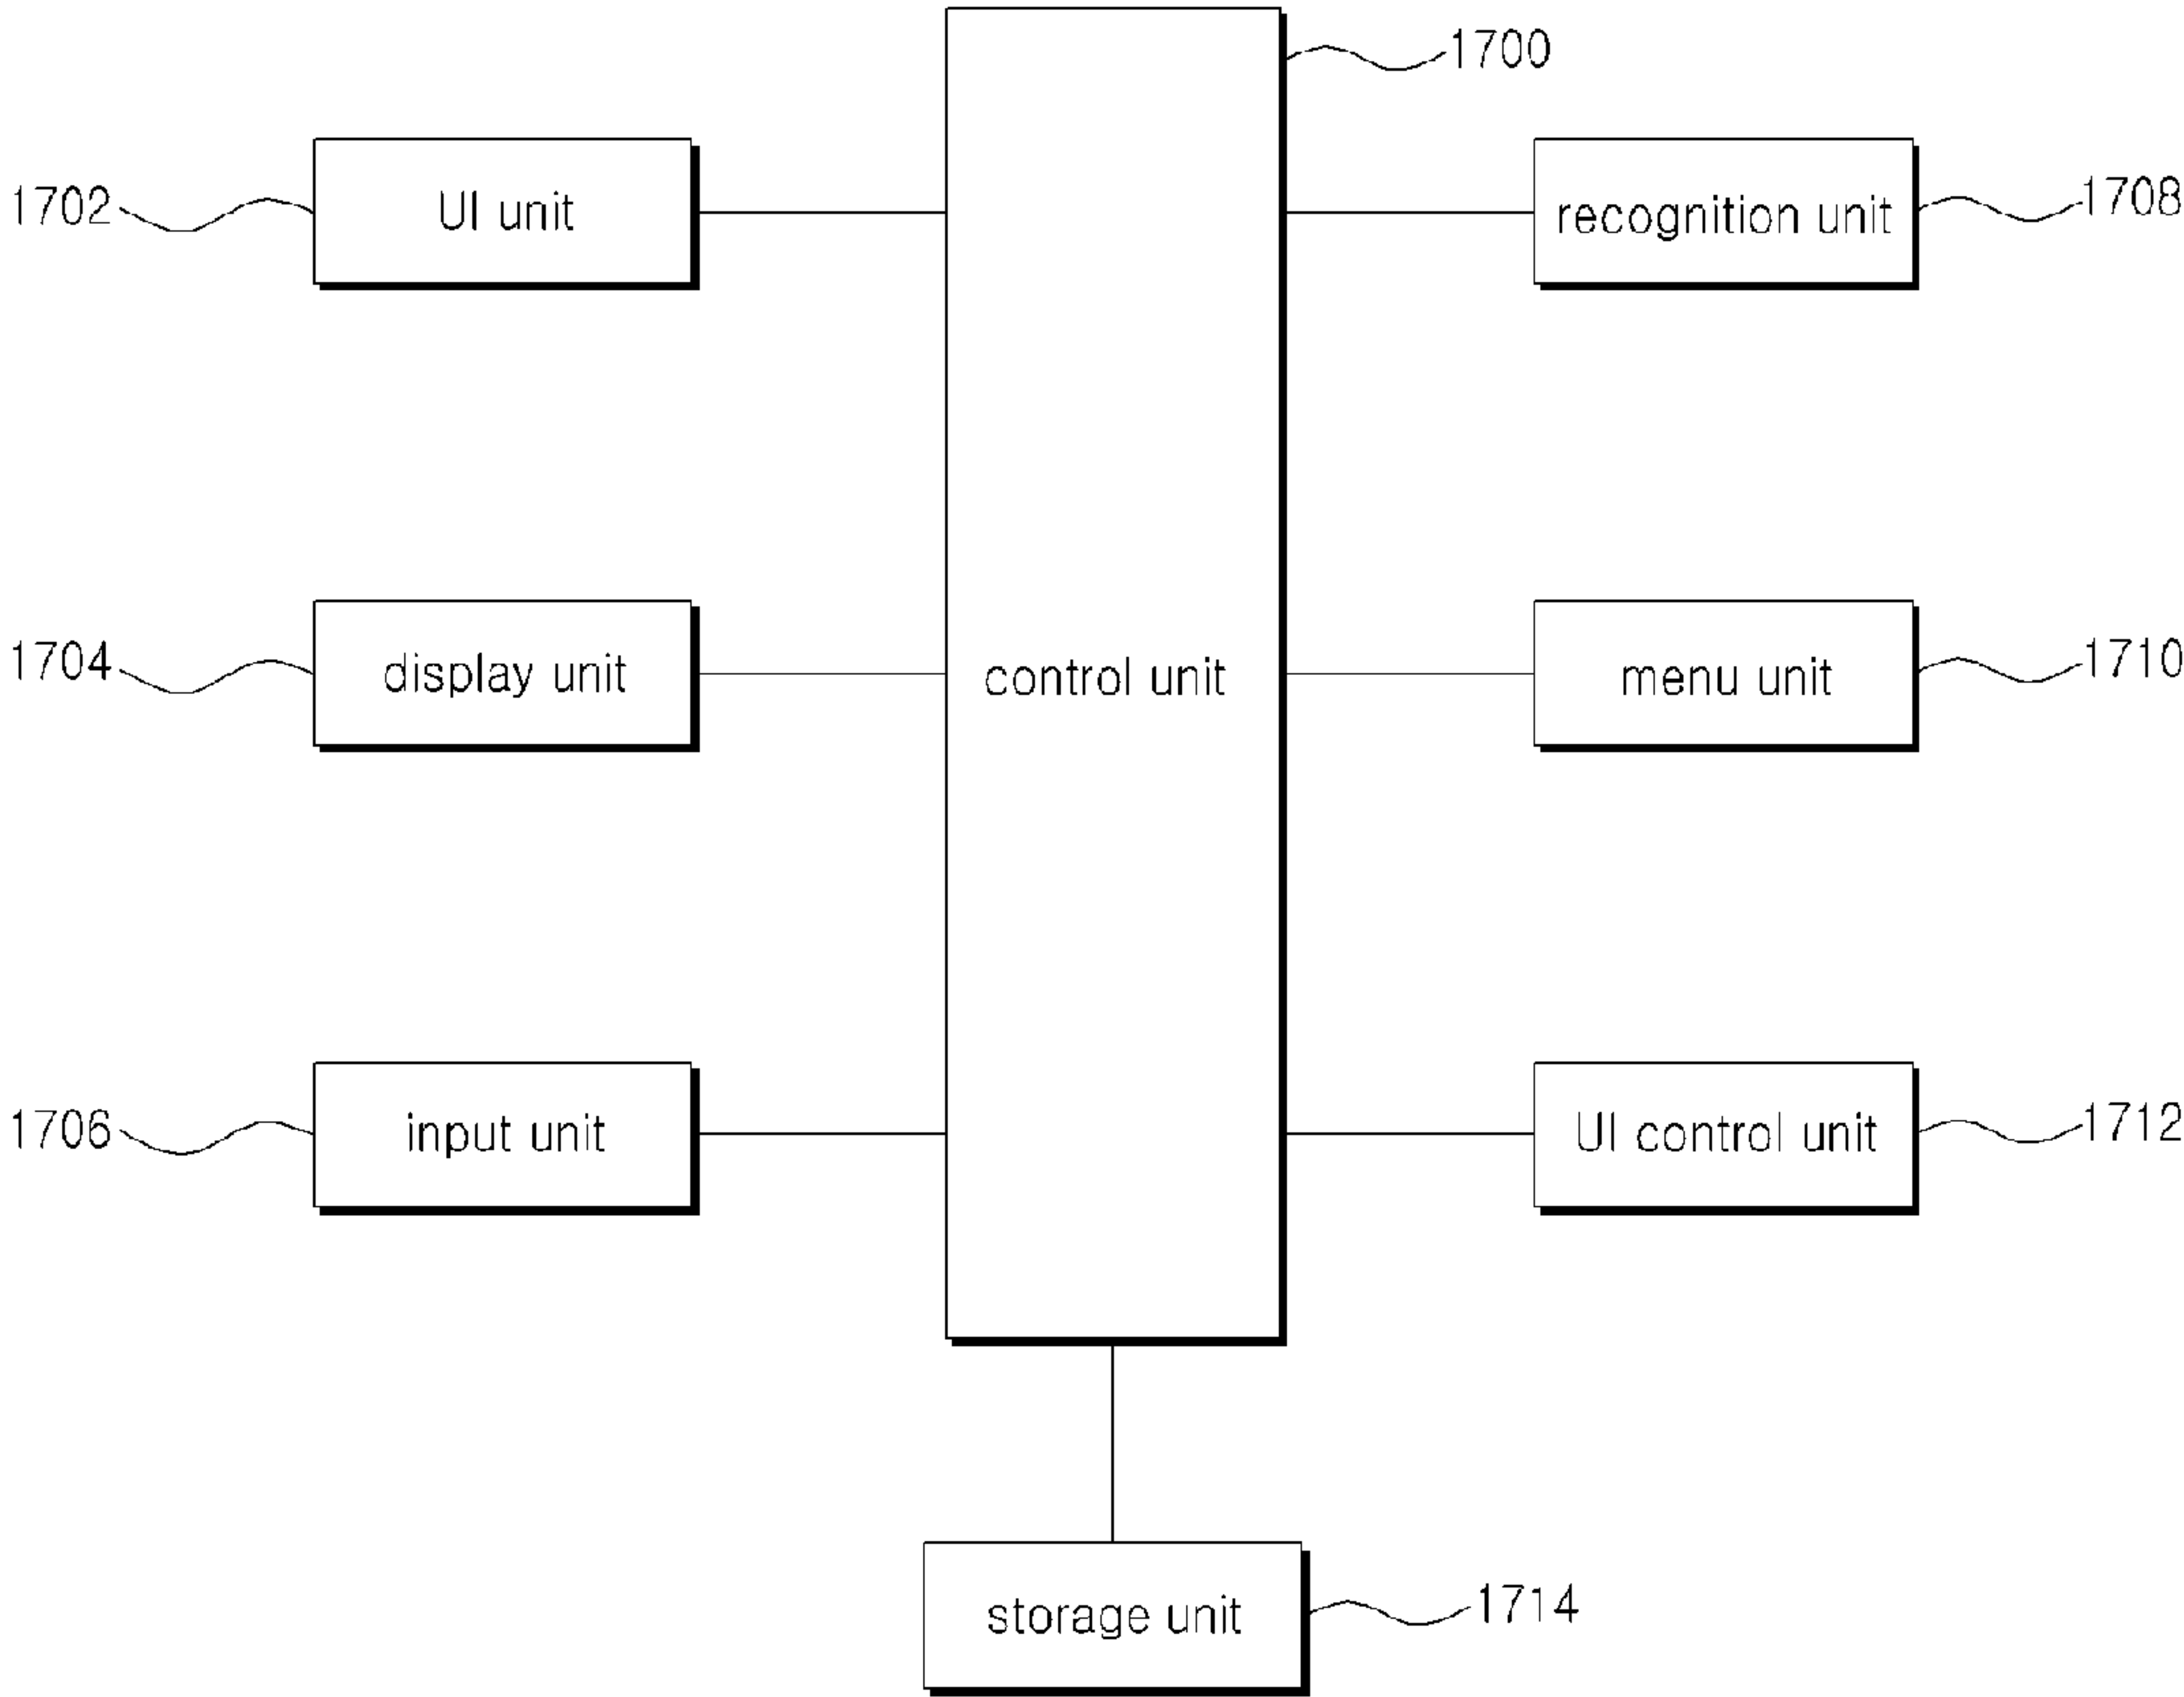 1700
1702
UI unit
recognition unit
1708
1704
display unit
control unit
menu unit
1710
1706
input unit
UI control unit
1712
storage unit
1714